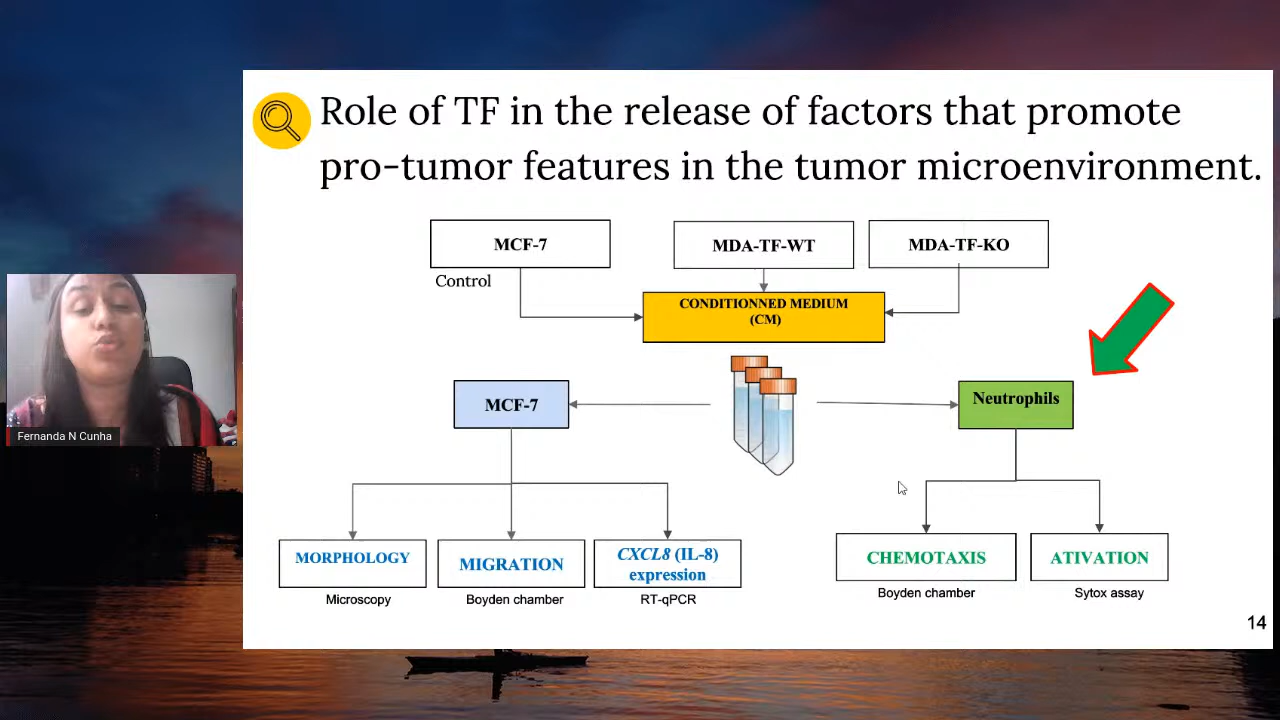 Role of TF in the release of factors that promote
pro-tumor features in the tumor microenvironment.
MCF-7
MDA-TF-WT
MDA-TF-KO
Control
CONDITIONNED MEDIUM
(CM)
MCF-7
Neutrophils
MORPHOLOGY
MIGRATION
CXCL8 (IL-8)
expression
CHEMOTAXIS
ATIVATION
Microscopy
Boyden chamber
RT-qPCR
Boyden chamber
Sytox assay
14
Fernanda N Cunha